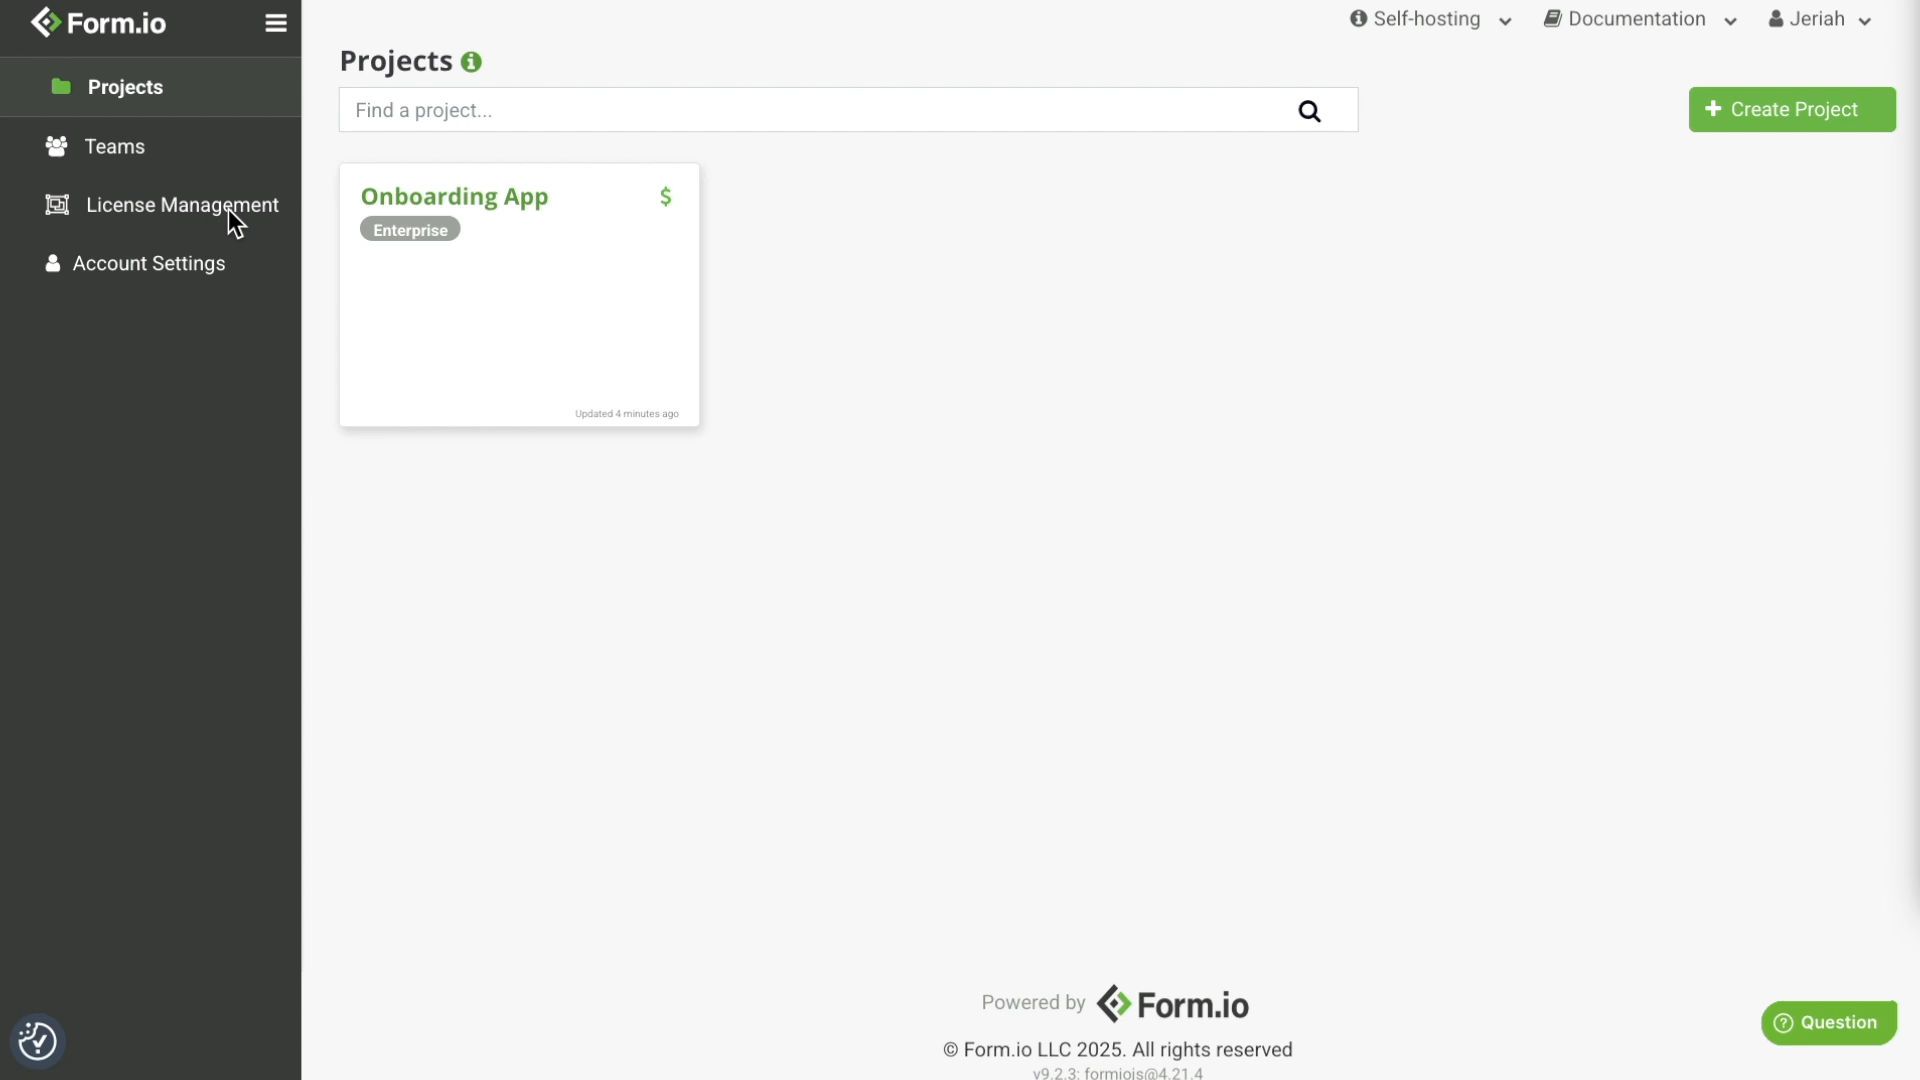 Form.io
Self-hosting
Documentation
Jeriah
Projects
Projects
Find a project...
Create Project
Teams
License Management
Account Settings
Onboarding App $
Enterprise
Updated 4 minutes ago
Powered by Form.io
© Form.io LLC 2025. All rights reserved
v9.2.3: formiojs@4.21.4
Question